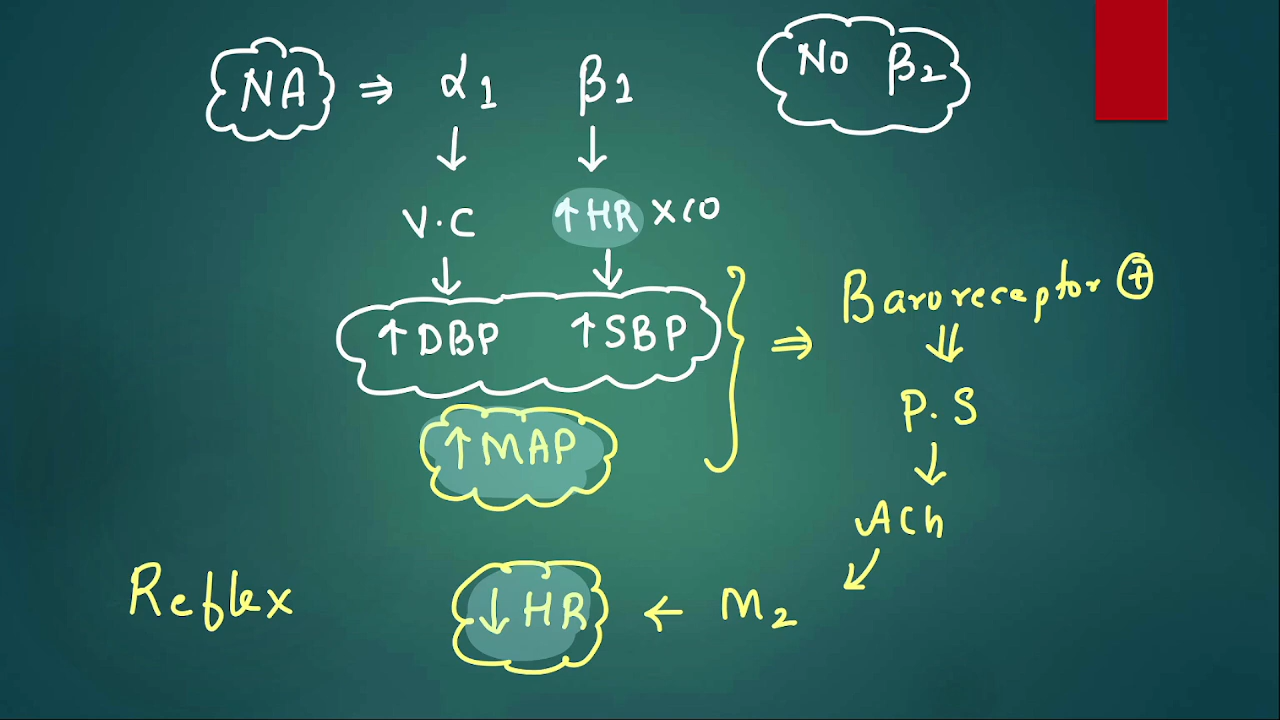 NA ⇒ α1 β1 No β2
↓ ↓
V.C ↑HR x CO
↓ ↓
↑DBP ↑SBP } ⇒ Baroreceptor ⊕
⇓
↑MAP P.S
↓
ACh
↙
Reflex ↓HR ← M2